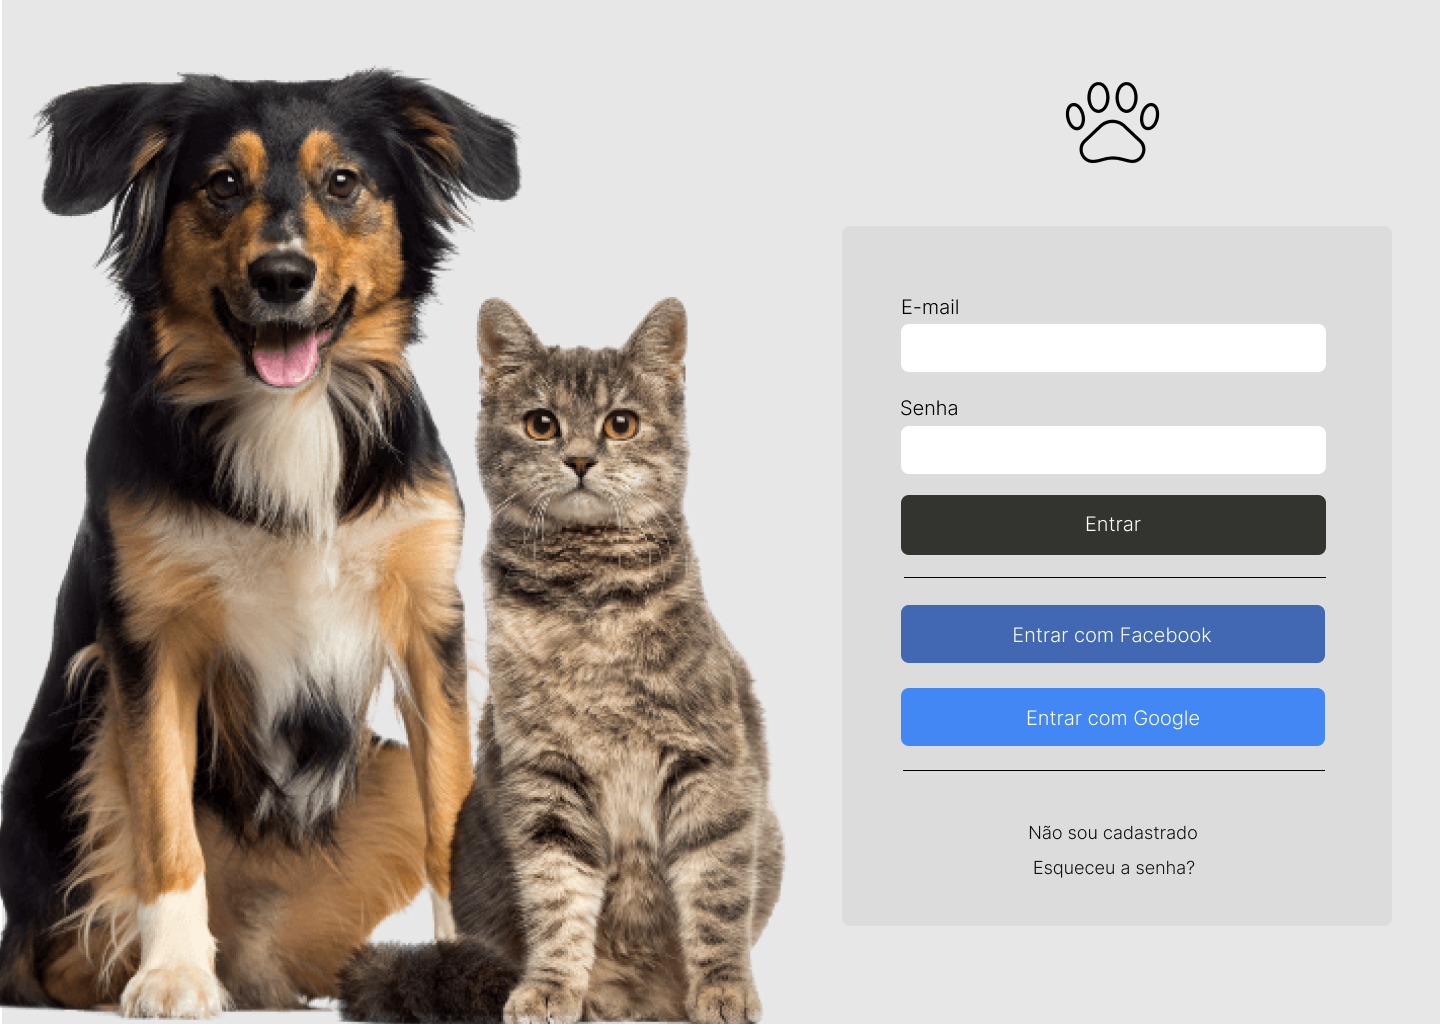 E-mail
Senha
Entrar
Entrar com Facebook
Entrar com Google
Não sou cadastrado
Esqueceu a senha?